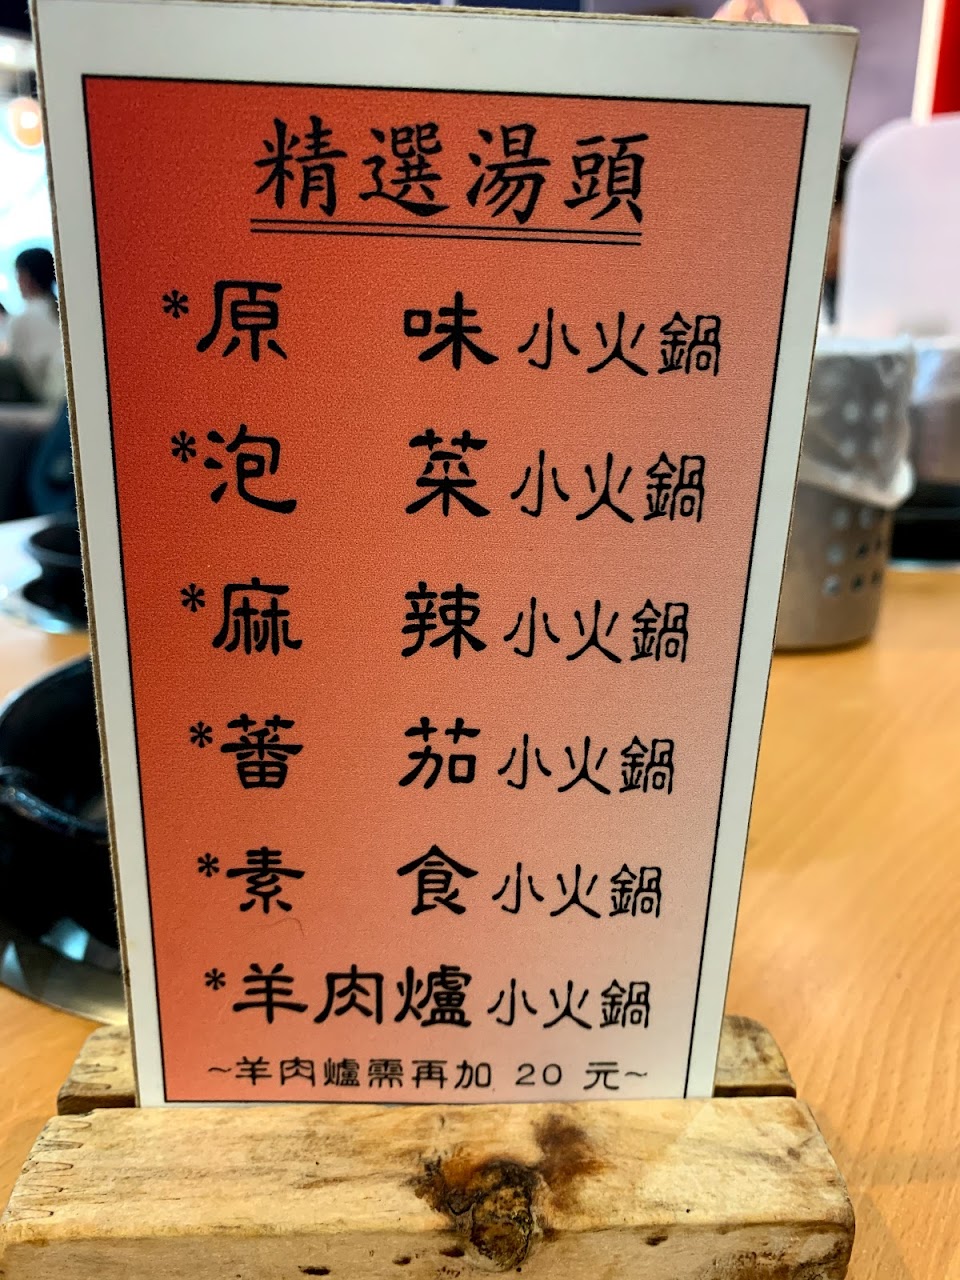 精選湯頭
*原 味小火鍋
*泡 菜小火鍋
*麻 辣小火鍋
*蕃 茄小火鍋
*素 食小火鍋
*羊肉爐小火鍋
~羊肉爐需再加 20 元~